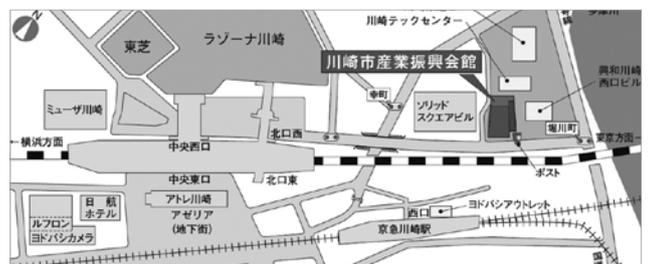 N
東芝
ラゾーナ川崎
川崎テックセンター
川崎市産業振興会館
幸町
興和川崎
西口ビル
ミューザ川崎
ソリッド
スクエアビル
北口西
堀川町
←横浜方面
中央西口
東京方面→
ポスト
中央東口
北口東
日航
ホテル
アトレ川崎
アゼリア
(地下街)
ルフロン
ヨドバシカメラ
西口
ヨドバシアウトレット
京急川崎駅